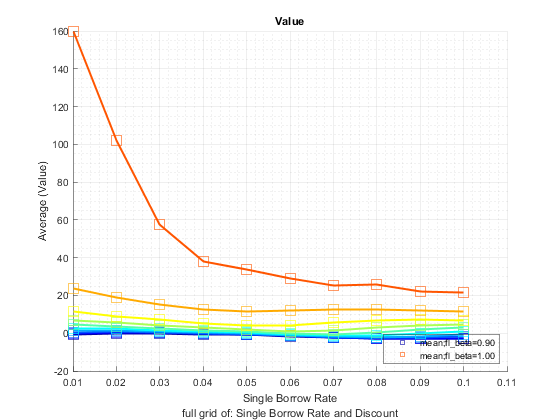 Value
160
140
120
100
80
60
40
20
0
-20
Average (Value)
0.01 0.02 0.03 0.04 0.05 0.06 0.07 0.08 0.09 0.1 0.11
mean;fl_beta=0.90
mean;fl_beta=1.00
Single Borrow Rate
full grid of: Single Borrow Rate and Discount